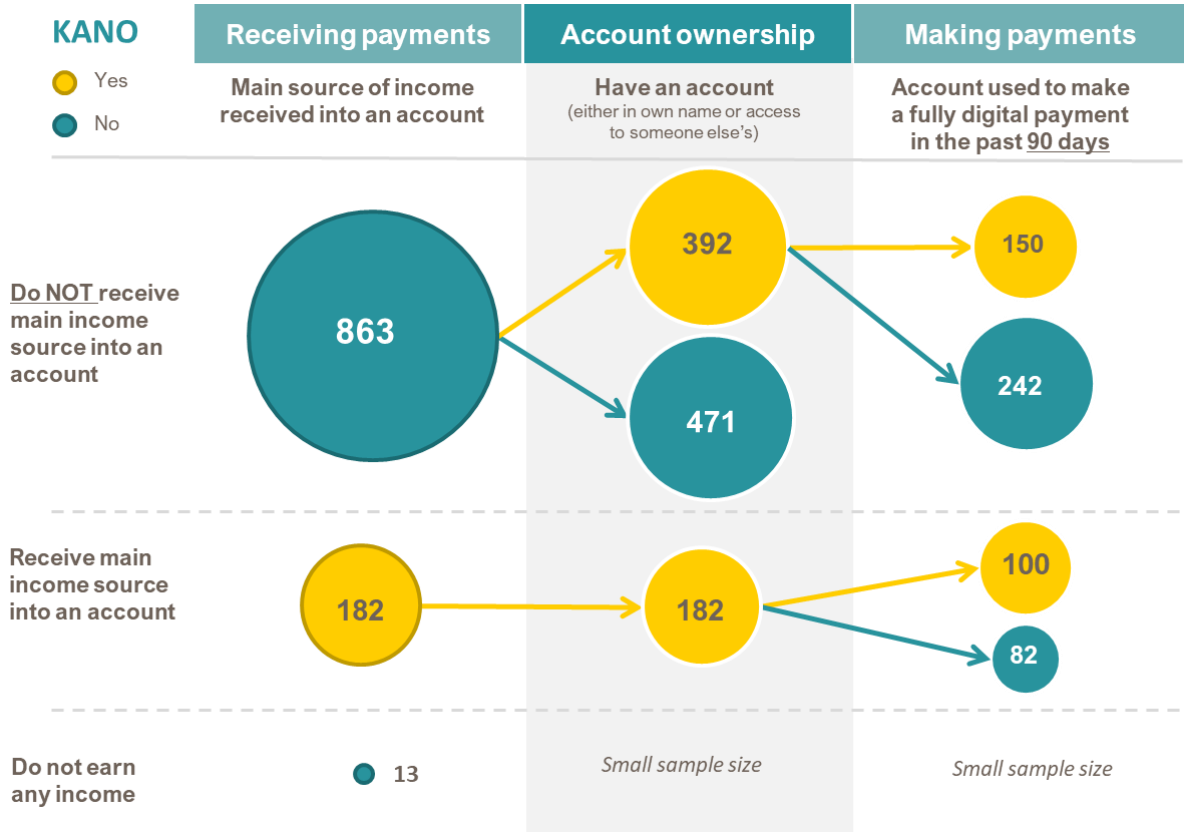 KANO
Yes
No
Receiving payments
Account ownership
Making payments
Main source of income
received into an account
Have an account
(either in own name or access
to someone else's)
Account used to make
a fully digital payment
in the past 90 days
Do NOT receive
main income
source into an
account
863
392
471
150
242
Receive main
income source
into an account
182
182
100
82
Do not earn
any income
13
Small sample size
Small sample size